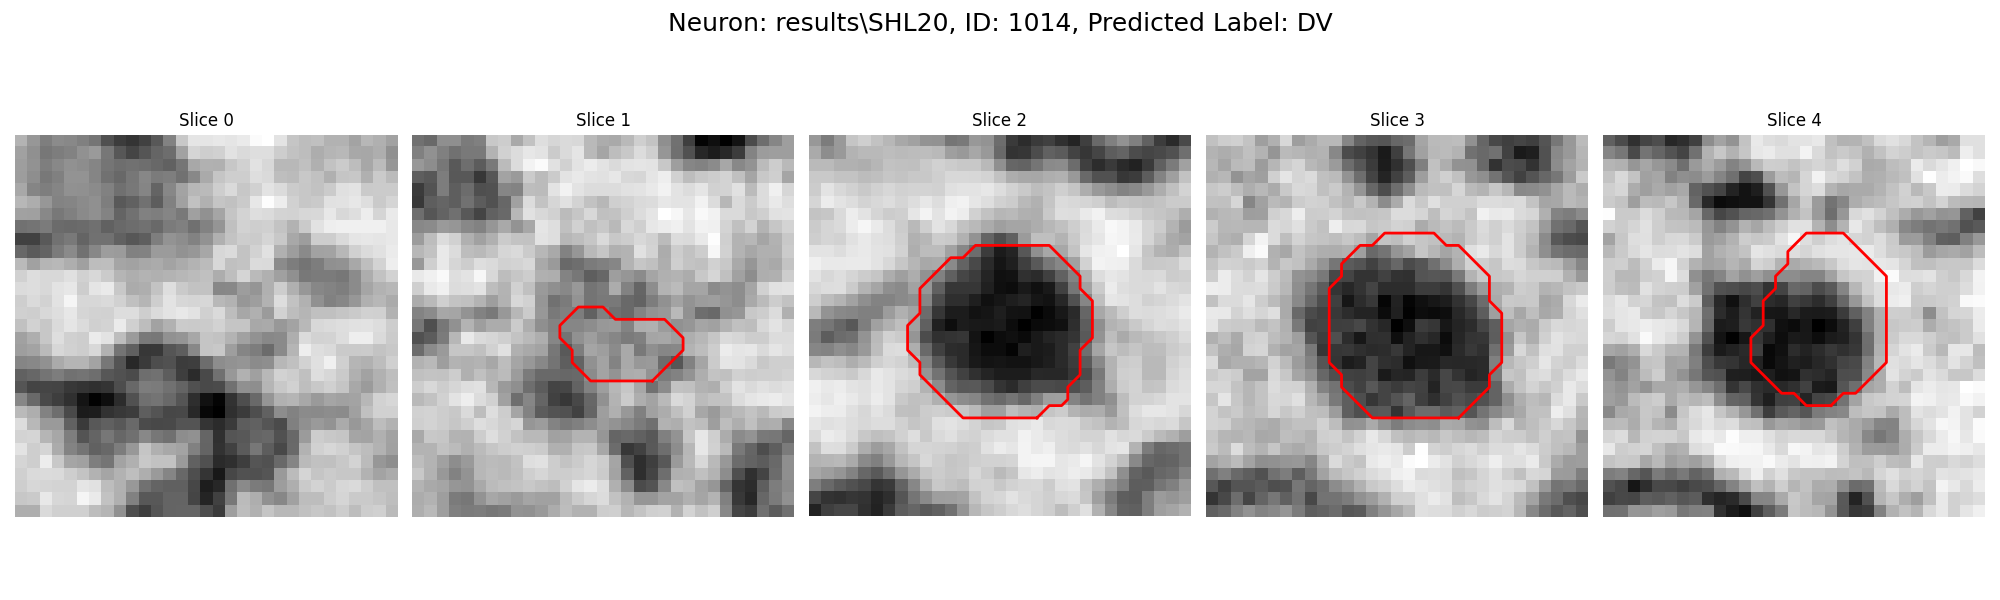 Neuron: results\SHL20, ID: 1014, Predicted Label: DV
Slice 0
Slice 1
Slice 2
Slice 3
Slice 4